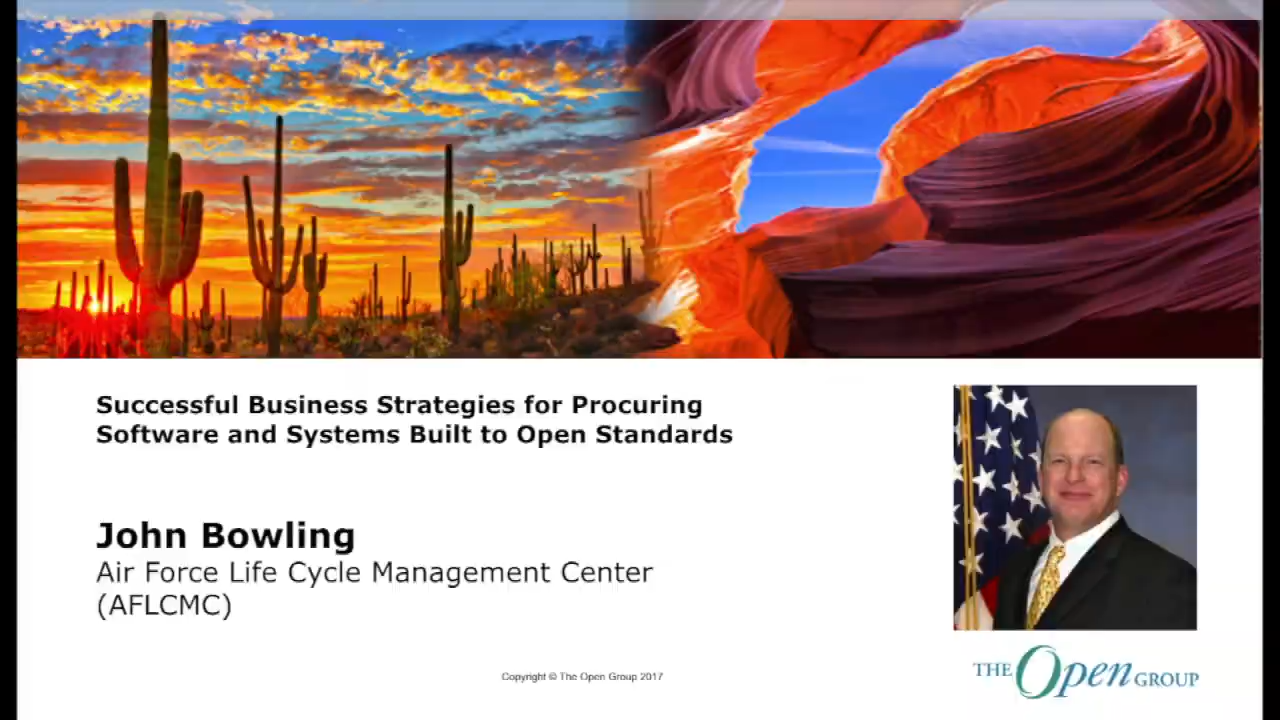 Successful Business Strategies for Procuring
Software and Systems Built to Open Standards
John Bowling
Air Force Life Cycle Management Center
(AFLCMC)
Copyright © The Open Group 2017
THE Open GROUP